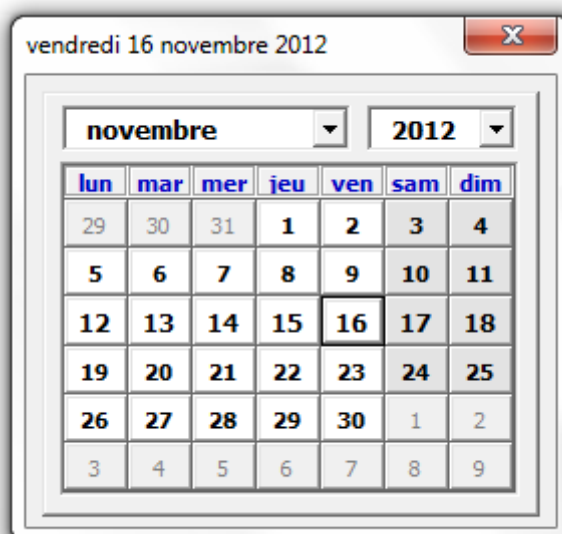 vendredi 16 novembre 2012
novembre 2012
lun mar mer jeu ven sam dim
29 30 31 1 2 3 4
5 6 7 8 9 10 11
12 13 14 15 16 17 18
19 20 21 22 23 24 25
26 27 28 29 30 1 2
3 4 5 6 7 8 9